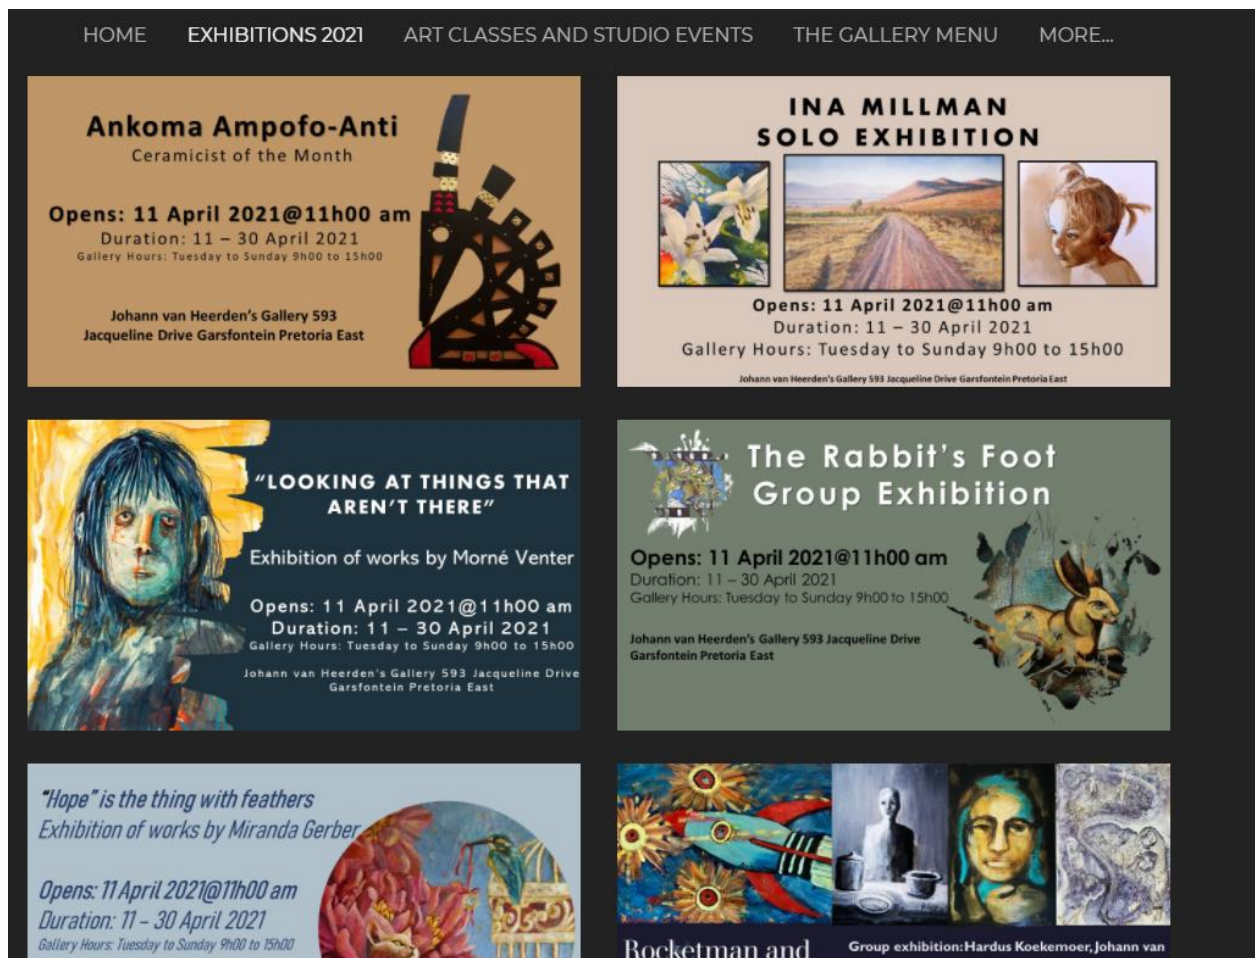 HOME EXHIBITIONS 2021 ART CLASSES AND STUDIO EVENTS THE GALLERY MENU MORE...
Ankoma Ampofo-Anti
Ceramicist of the Month
Opens: 11 April 2021@11h00 am
Duration: 11 – 30 April 2021
Gallery Hours: Tuesday to Sunday 9h00 to 15h00
Johann van Heerden's Gallery 593
Jacqueline Drive Garsfontein Pretoria East
INA MILLMAN
SOLO EXHIBITION
Opens: 11 April 2021@11h00 am
Duration: 11 – 30 April 2021
Gallery Hours: Tuesday to Sunday 9h00 to 15h00
Johann van Heerden's Gallery 593 Jacqueline Drive Garsfontein Pretoria East
"LOOKING AT THINGS THAT
AREN'T THERE"
Exhibition of works by Morné Venter
Opens: 11 April 2021@11h00 am
Duration: 11 – 30 April 2021
Gallery Hours: Tuesday to Sunday 9h00 to 15h00
Johann van Heerden's Gallery 593 Jacqueline Drive
Garsfontein Pretoria East
The Rabbit's Foot
Group Exhibition
Opens: 11 April 2021@11h00 am
Duration: 11 – 30 April 2021
Gallery Hours: Tuesday to Sunday 9h00 to 15h00
Johann van Heerden's Gallery 593 Jacqueline Drive
Garsfontein Pretoria East
"Hope" is the thing with feathers
Exhibition of works by Miranda Gerber
Opens: 11 April 2021@11h00 am
Duration: 11 – 30 April 2021
Gallery Hours: Tuesday to Sunday 9h00 to 15h00
Rocketman and
Group exhibition: Hardus Koekemoer, Johann van